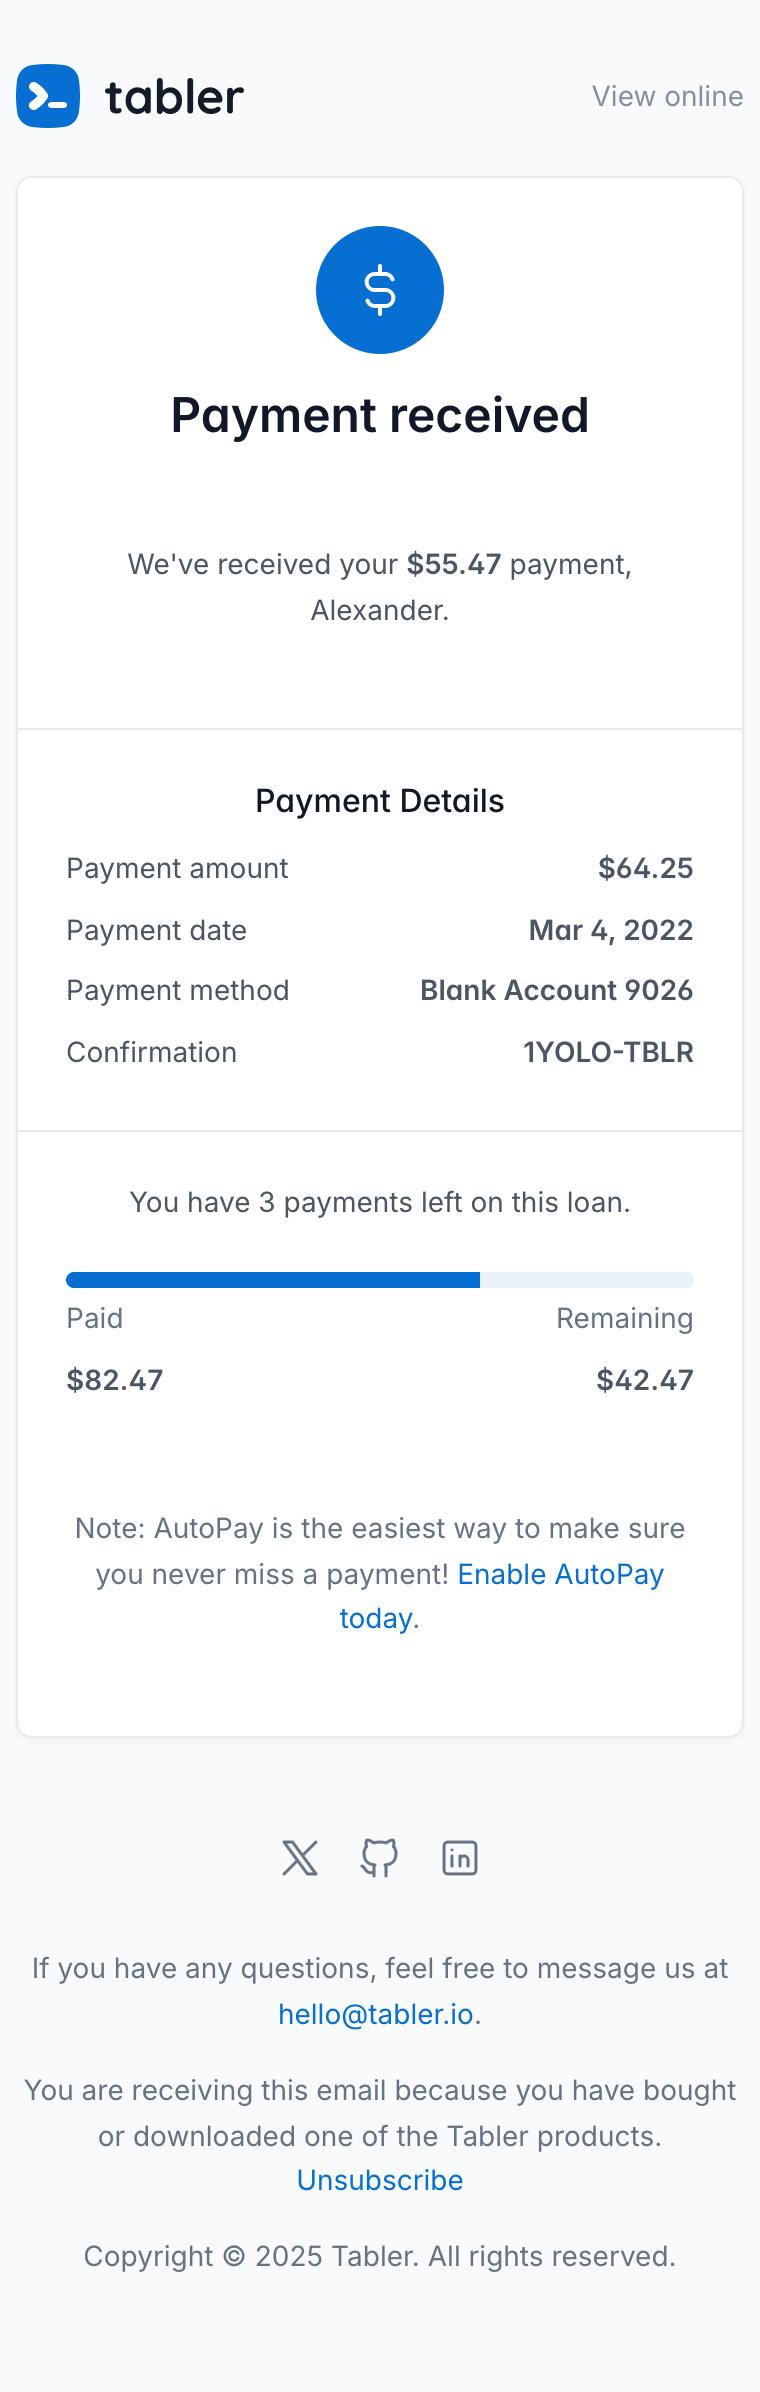 tabler
View online
$
Payment received
We've received your $55.47 payment,
Alexander.
Payment Details
Payment amount $64.25
Payment date Mar 4, 2022
Payment method Blank Account 9026
Confirmation 1YOLO-TBLR
You have 3 payments left on this loan.
Paid Remaining
$82.47 $42.47
Note: AutoPay is the easiest way to make sure
you never miss a payment! Enable AutoPay
today.
in
If you have any questions, feel free to message us at
hello@tabler.io.
You are receiving this email because you have bought
or downloaded one of the Tabler products.
Unsubscribe
Copyright © 2025 Tabler. All rights reserved.